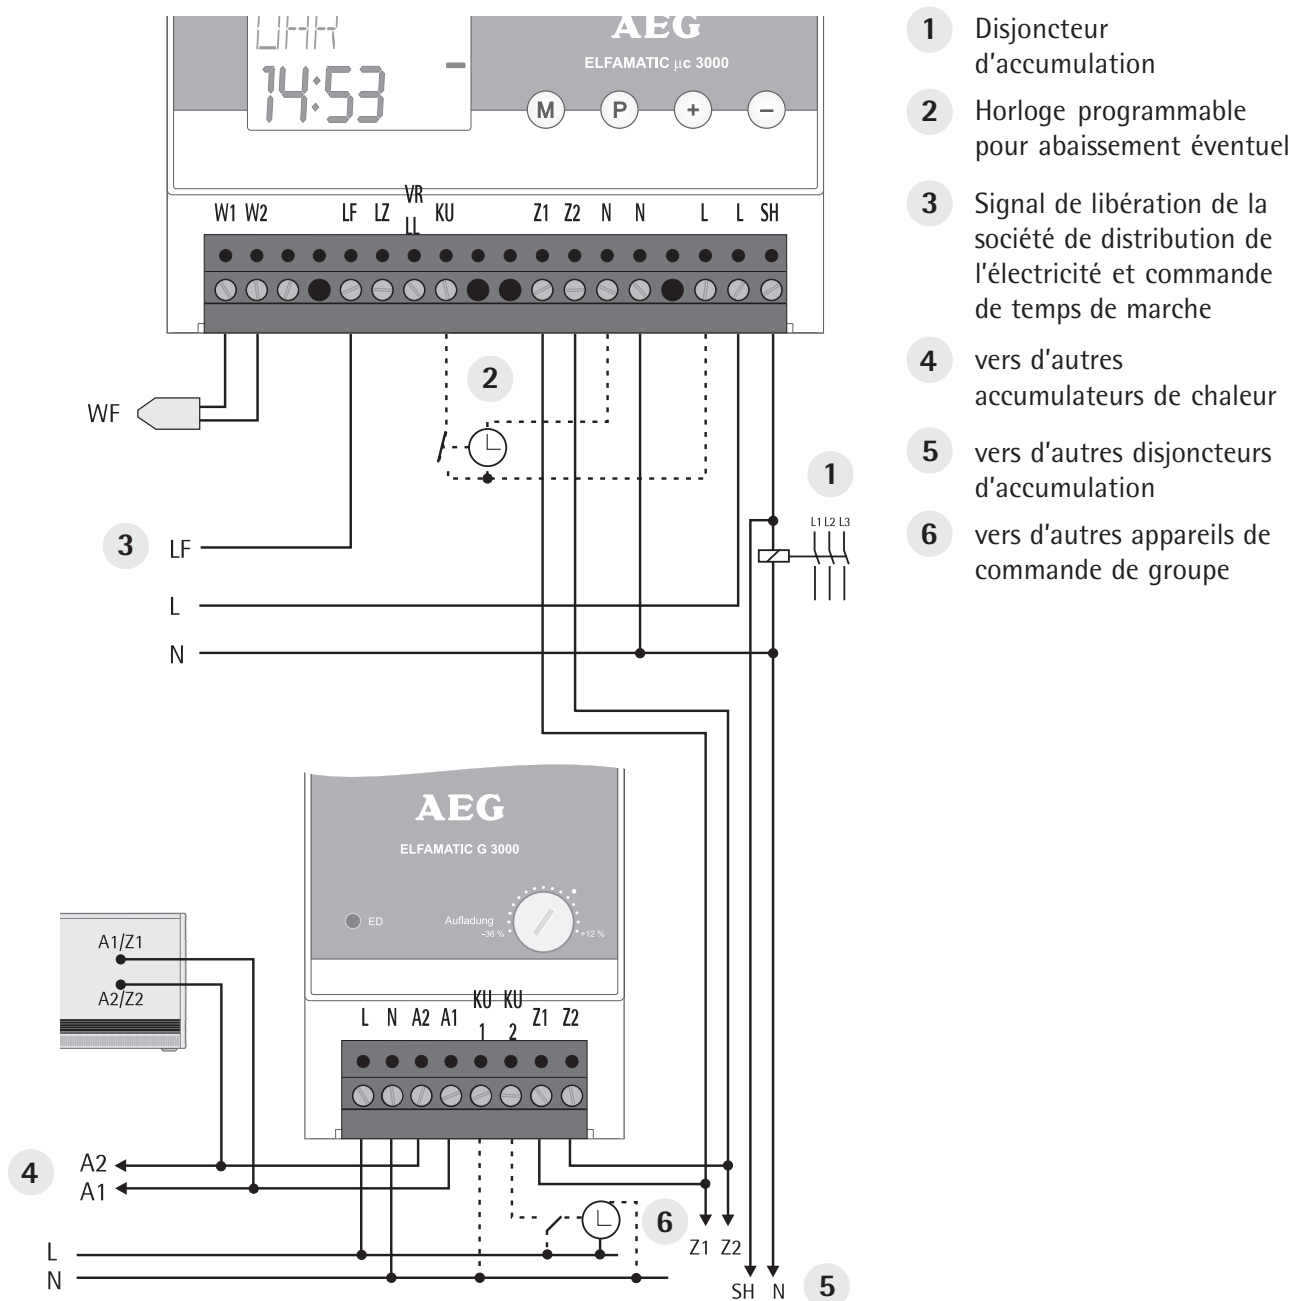 UHR
14:53
AEG
ELFAMATIC µc 3000
M P + −
W1 W2 LF LZ VR LL KU Z1 Z2 N N L L SH
WF
2
1
L1 L2 L3
3 LF
L
N
AEG
ELFAMATIC G 3000
ED
Aufladung
-36 % +12 %
A1/Z1
A2/Z2
L N A2 A1 KU 1 KU 2 Z1 Z2
4 A2
A1
6
L
N
Z1 Z2
SH N 5
1 Disjoncteur
d'accumulation
2 Horloge programmable
pour abaissement éventuel
3 Signal de libération de la
société de distribution de
l'électricité et commande
de temps de marche
4 vers d'autres
accumulateurs de chaleur
5 vers d'autres disjoncteurs
d'accumulation
6 vers d'autres appareils de
commande de groupe